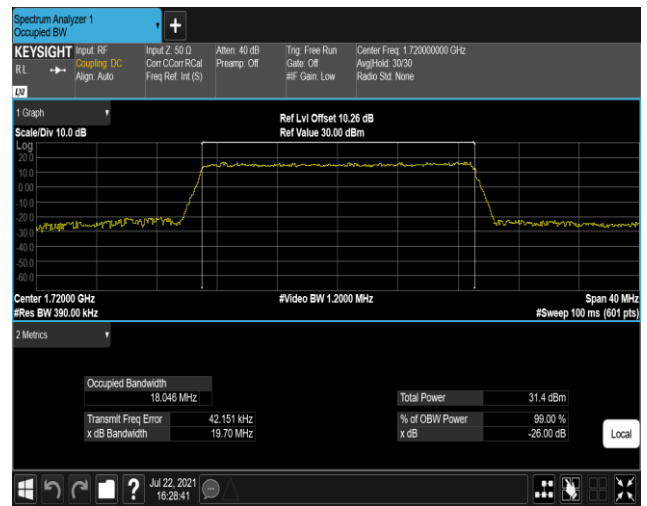 Spectrum Analyzer 1
Occupied BW
+
KEYSIGHT Input: RF Input Z: 50 Ω Atten: 40 dB Trig: Free Run Center Freq: 1.720000000 GHz
RL Coupling: DC Corr CCorr RCal Preamp: Off Gate: Off Avg|Hold: 30/30
Align: Auto Freq Ref: Int (S) #IF Gain: Low Radio Std: None
LXI
1 Graph
Ref Lvl Offset 10.26 dB
Scale/Div 10.0 dB Ref Value 30.00 dBm
Log
20.0
10.0
0.00
-10.0
-20.0
-30.0
-40.0
-50.0
-60.0
Center 1.72000 GHz #Video BW 1.2000 MHz Span 40 MHz
#Res BW 390.00 kHz #Sweep 100 ms (601 pts)
2 Metrics
Occupied Bandwidth
18.046 MHz Total Power 31.4 dBm
Transmit Freq Error 42.151 kHz % of OBW Power 99.00 %
x dB Bandwidth 19.70 MHz x dB -26.00 dB
Local
? Jul 22, 2021
16:28:41